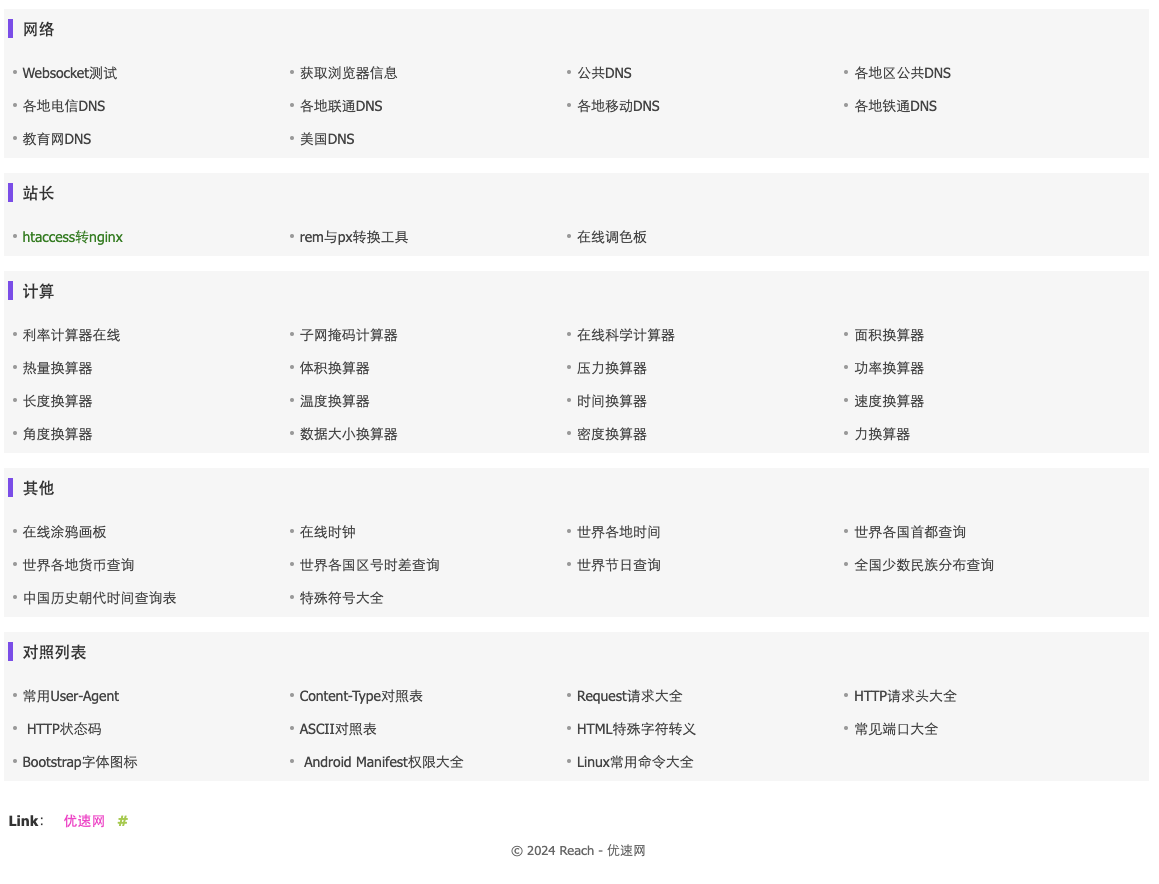 网络
Websocket测试 获取浏览器信息 公共DNS 各地区公共DNS
各地电信DNS 各地联通DNS 各地移动DNS 各地铁通DNS
教育网DNS 美国DNS
站长
htaccess转nginx rem与px转换工具 在线调色板
计算
利率计算器在线 子网掩码计算器 在线科学计算器 面积换算器
热量换算器 体积换算器 压力换算器 功率换算器
长度换算器 温度换算器 时间换算器 速度换算器
角度换算器 数据大小换算器 密度换算器 力换算器
其他
在线涂鸦画板 在线时钟 世界各地时间 世界各国首都查询
世界各地货币查询 世界各国区号时差查询 世界节日查询 全国少数民族分布查询
中国历史朝代时间查询表 特殊符号大全
对照列表
常用User-Agent Content-Type对照表 Request请求大全 HTTP请求头大全
HTTP状态码 ASCII对照表 HTML特殊字符转义 常见端口大全
Bootstrap字体图标 Android Manifest权限大全 Linux常用命令大全
Link： 优速网 #
© 2024 Reach - 优速网